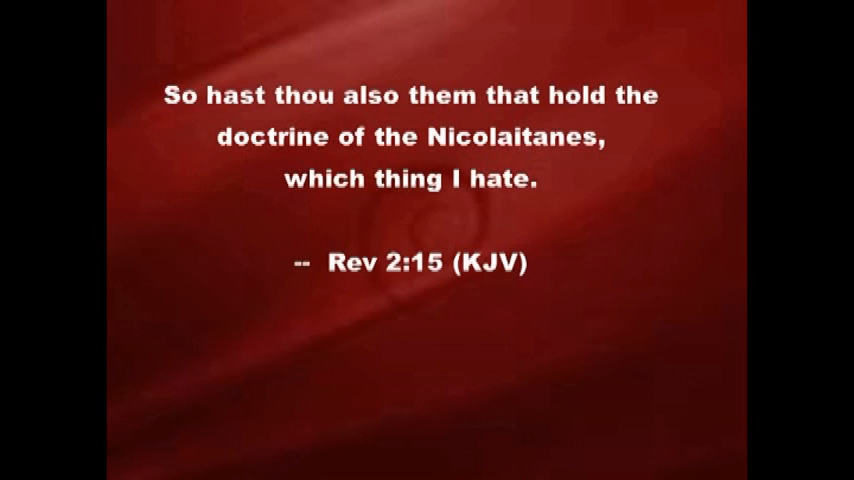 So hast thou also them that hold the
doctrine of the Nicolaitanes,
which thing I hate.
-- Rev 2:15 (KJV)